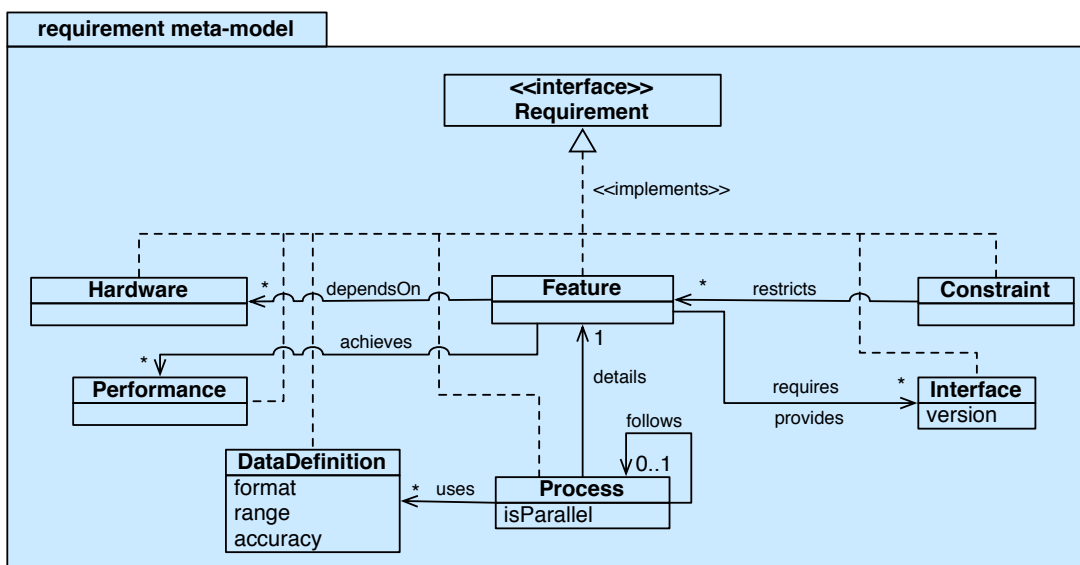 requirement meta-model
<<interface>>
Requirement
<<implements>>
Hardware
* dependsOn
Feature
* restricts
Constraint
achieves
*
1
Performance
details
requires *
provides
Interface
version
follows
0..1
DataDefinition
format
range
accuracy
* uses
Process
isParallel